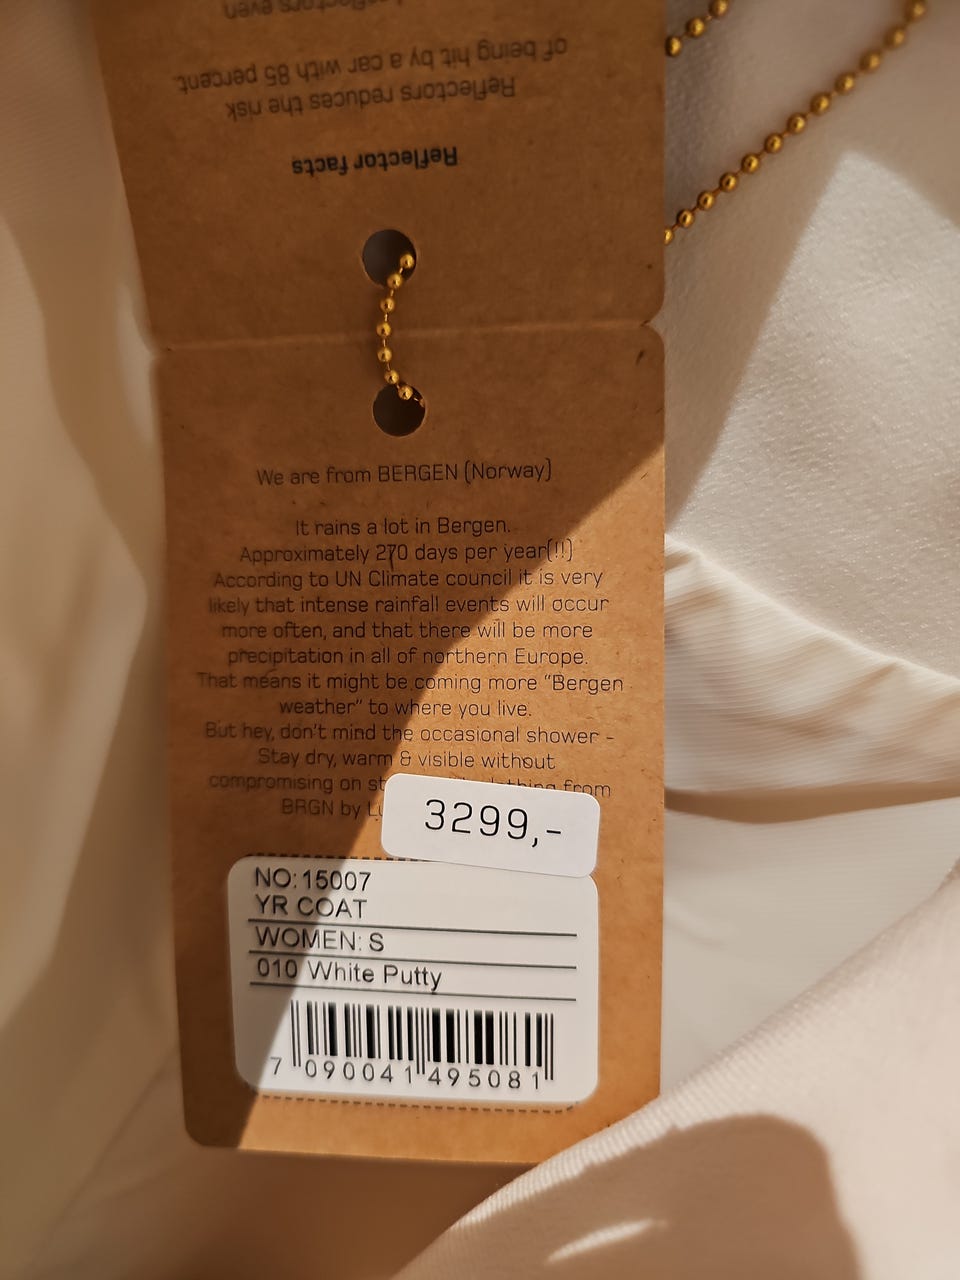 Reflector facts
Reflectors reduces the risk
of being hit by a car with 85 percent.
reflectors even
We are from BERGEN (Norway)
It rains a lot in Bergen.
Approximately 270 days per year(!!)
According to UN Climate council it is very
likely that intense rainfall events will occur
more often, and that there will be more
precipitation in all of northern Europe.
That means it might be coming more "Bergen
weather" to where you live.
But hey, don't mind the occasional shower –
Stay dry, warm & visible without
compromising on from
BRGN by
3299,-
NO:15007
YR COAT
WOMEN: S
010 White Putty
7 090041 495081